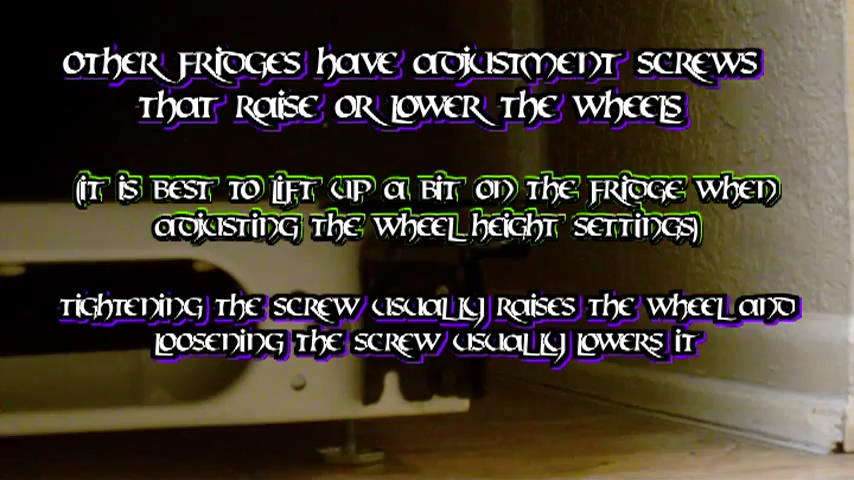 OTHER FRIDGES HAVE ADJUSTMENT SCREWS
THAT RAISE OR LOWER THE WHEELS
(IT IS BEST TO LIFT UP A BIT ON THE FRIDGE WHEN
ADJUSTING THE WHEEL HEIGHT SETTINGS)
TIGHTENING THE SCREW USUALLY RAISES THE WHEEL AND
LOOSENING THE SCREW USUALLY LOWERS IT